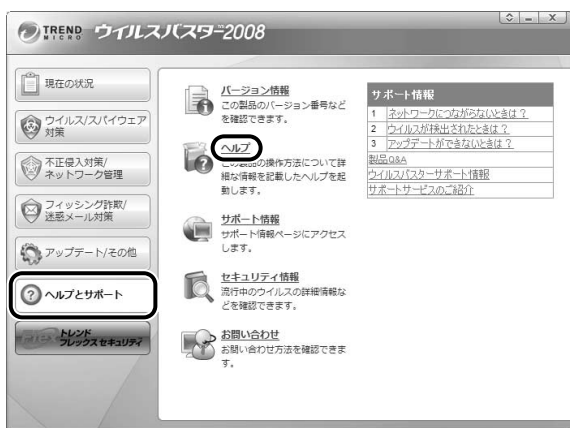 TREND MICRO ウイルスバスター™2008
現在の状況
ウイルス/スパイウェア
対策
不正侵入対策/
ネットワーク管理
フィッシング詐欺/
迷惑メール対策
アップデート/その他
ヘルプとサポート
トレンド
フレックス セキュリティ
バージョン情報
この製品のバージョン番号など
を確認できます。
ヘルプ
この製品の操作方法について詳
細な情報を記載したヘルプを起
動します。
サポート情報
サポート情報ページにアクセス
します。
セキュリティ情報
流行中のウイルスの詳細情報な
どを確認できます。
お問い合わせ
お問い合わせ方法を確認できま
す。
サポート情報
1 ネットワークにつながらないときは？
2 ウイルスが検出されたときは？
3 アップデートができないときは？
製品Q&A
ウイルスバスターサポート情報
サポートサービスのご紹介